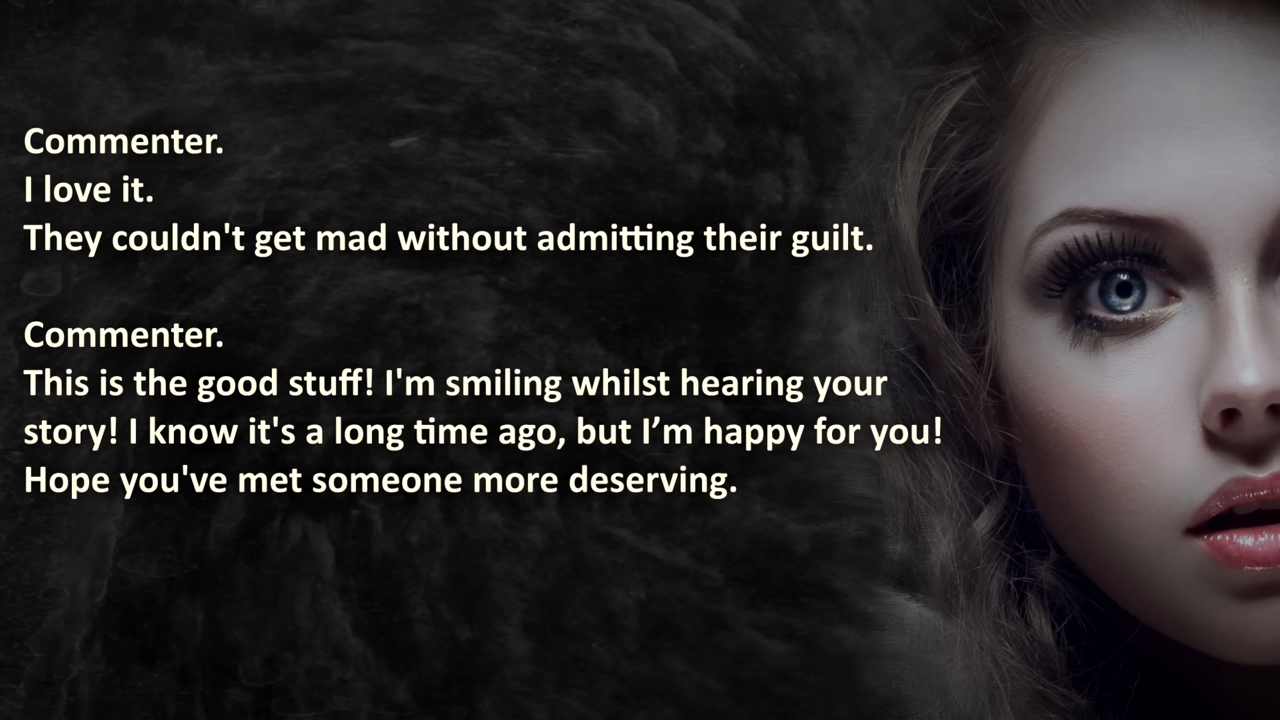 Commenter.
I love it.
They couldn't get mad without admitting their guilt.
Commenter.
This is the good stuff! I'm smiling whilst hearing your
story! I know it's a long time ago, but I’m happy for you!
Hope you've met someone more deserving.